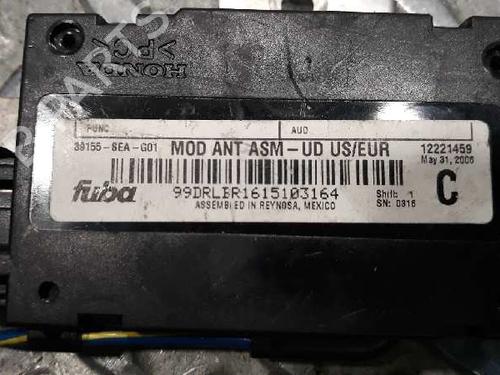 >PC<
HONDA
FUNC
AUD
39155-SEA-G01
MOD ANT ASM-UD US/EUR
12221459
May 31, 2006
fuba
99DRLBR1615103164
ASSEMBLED IN REYNOSA, MEXICO
Shift: 1
SN: 0316
C